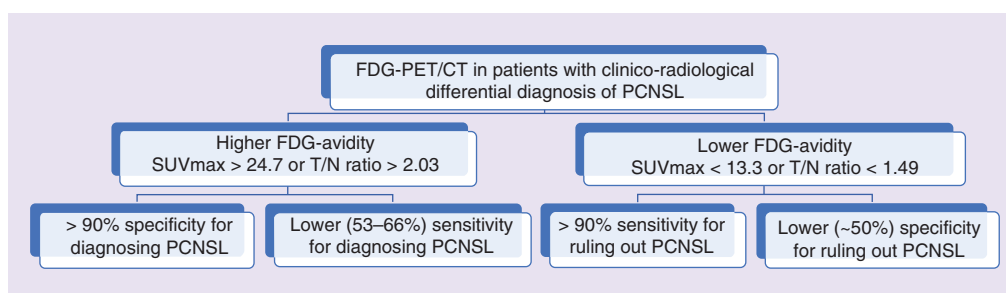 FDG-PET/CT in patients with clinico-radiological
differential diagnosis of PCNSL
Higher FDG-avidity
SUVmax > 24.7 or T/N ratio > 2.03
Lower FDG-avidity
SUVmax < 13.3 or T/N ratio < 1.49
> 90% specificity for
diagnosing PCNSL
Lower (53–66%) sensitivity
for diagnosing PCNSL
> 90% sensitivity for
ruling out PCNSL
Lower (~50%) specificity
for ruling out PCNSL